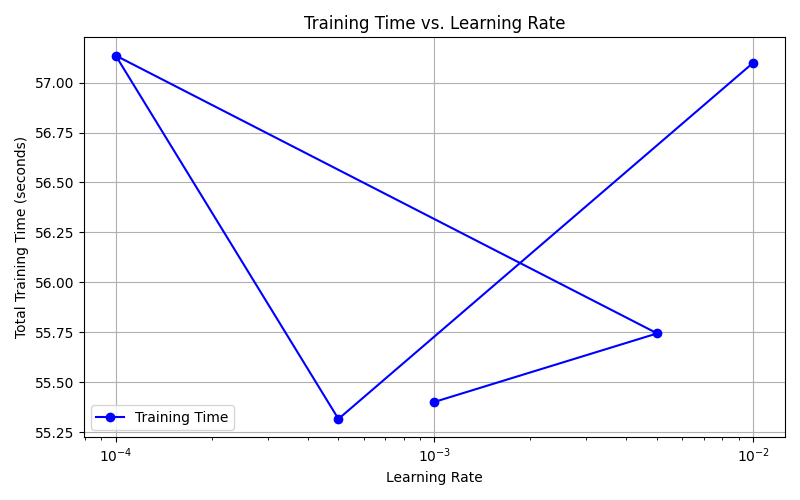 Training Time vs. Learning Rate
57.00
56.75
56.50
56.25
56.00
55.75
55.50
55.25
Total Training Time (seconds)
Training Time
10⁻⁴
10⁻³
10⁻²
Learning Rate